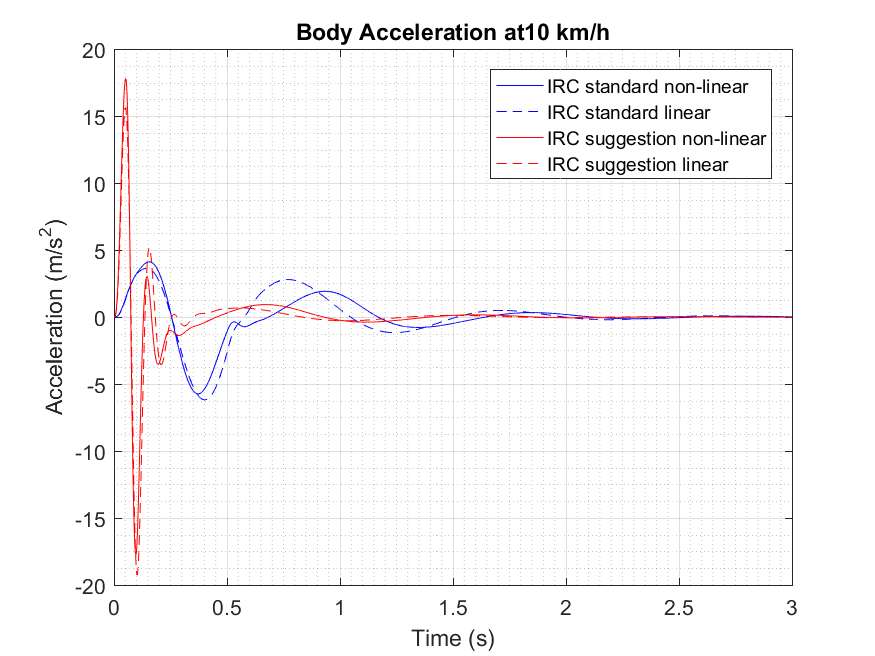 Body Acceleration at10 km/h
IRC standard non-linear
IRC standard linear
IRC suggestion non-linear
IRC suggestion linear
Acceleration (m/s²)
20
15
10
5
0
-5
-10
-15
-20
0 0.5 1 1.5 2 2.5 3
Time (s)